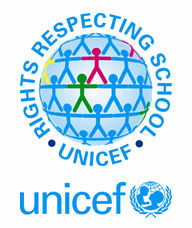 RIGHTS RESPECTING SCHOOL
• UNICEF •
unicef